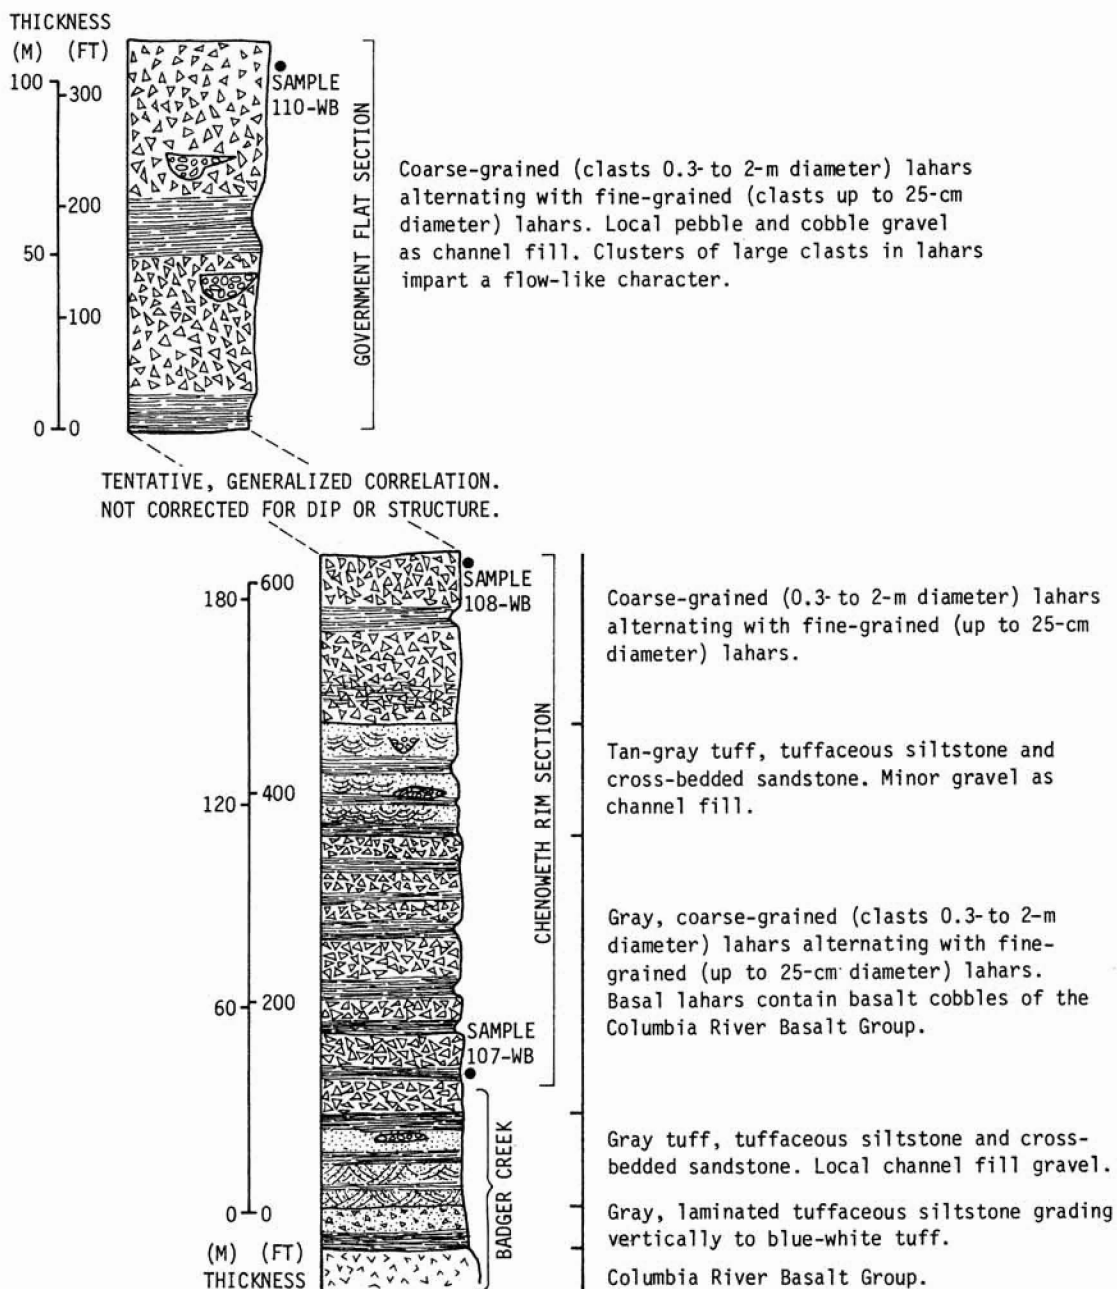 THICKNESS
(M) (FT)
100
300
200
50
100
0
0
SAMPLE
110-WB
GOVERNMENT FLAT SECTION
Coarse-grained (clasts 0.3- to 2-m diameter) lahars
alternating with fine-grained (clasts up to 25-cm
diameter) lahars. Local pebble and cobble gravel
as channel fill. Clusters of large clasts in lahars
impart a flow-like character.
TENTATIVE, GENERALIZED CORRELATION.
NOT CORRECTED FOR DIP OR STRUCTURE.
600
180
400
120
200
60
0
0
(M) (FT)
THICKNESS
SAMPLE
108-WB
SAMPLE
107-WB
CHENOWETH RIM SECTION
BADGER CREEK
Coarse-grained (0.3- to 2-m diameter) lahars
alternating with fine-grained (up to 25-cm
diameter) lahars.
Tan-gray tuff, tuffaceous siltstone and
cross-bedded sandstone. Minor gravel as
channel fill.
Gray, coarse-grained (clasts 0.3-to 2-m
diameter) lahars alternating with fine-
grained (up to 25-cm diameter) lahars.
Basal lahars contain basalt cobbles of the
Columbia River Basalt Group.
Gray tuff, tuffaceous siltstone and cross-
bedded sandstone. Local channel fill gravel.
Gray, laminated tuffaceous siltstone grading
vertically to blue-white tuff.
Columbia River Basalt Group.